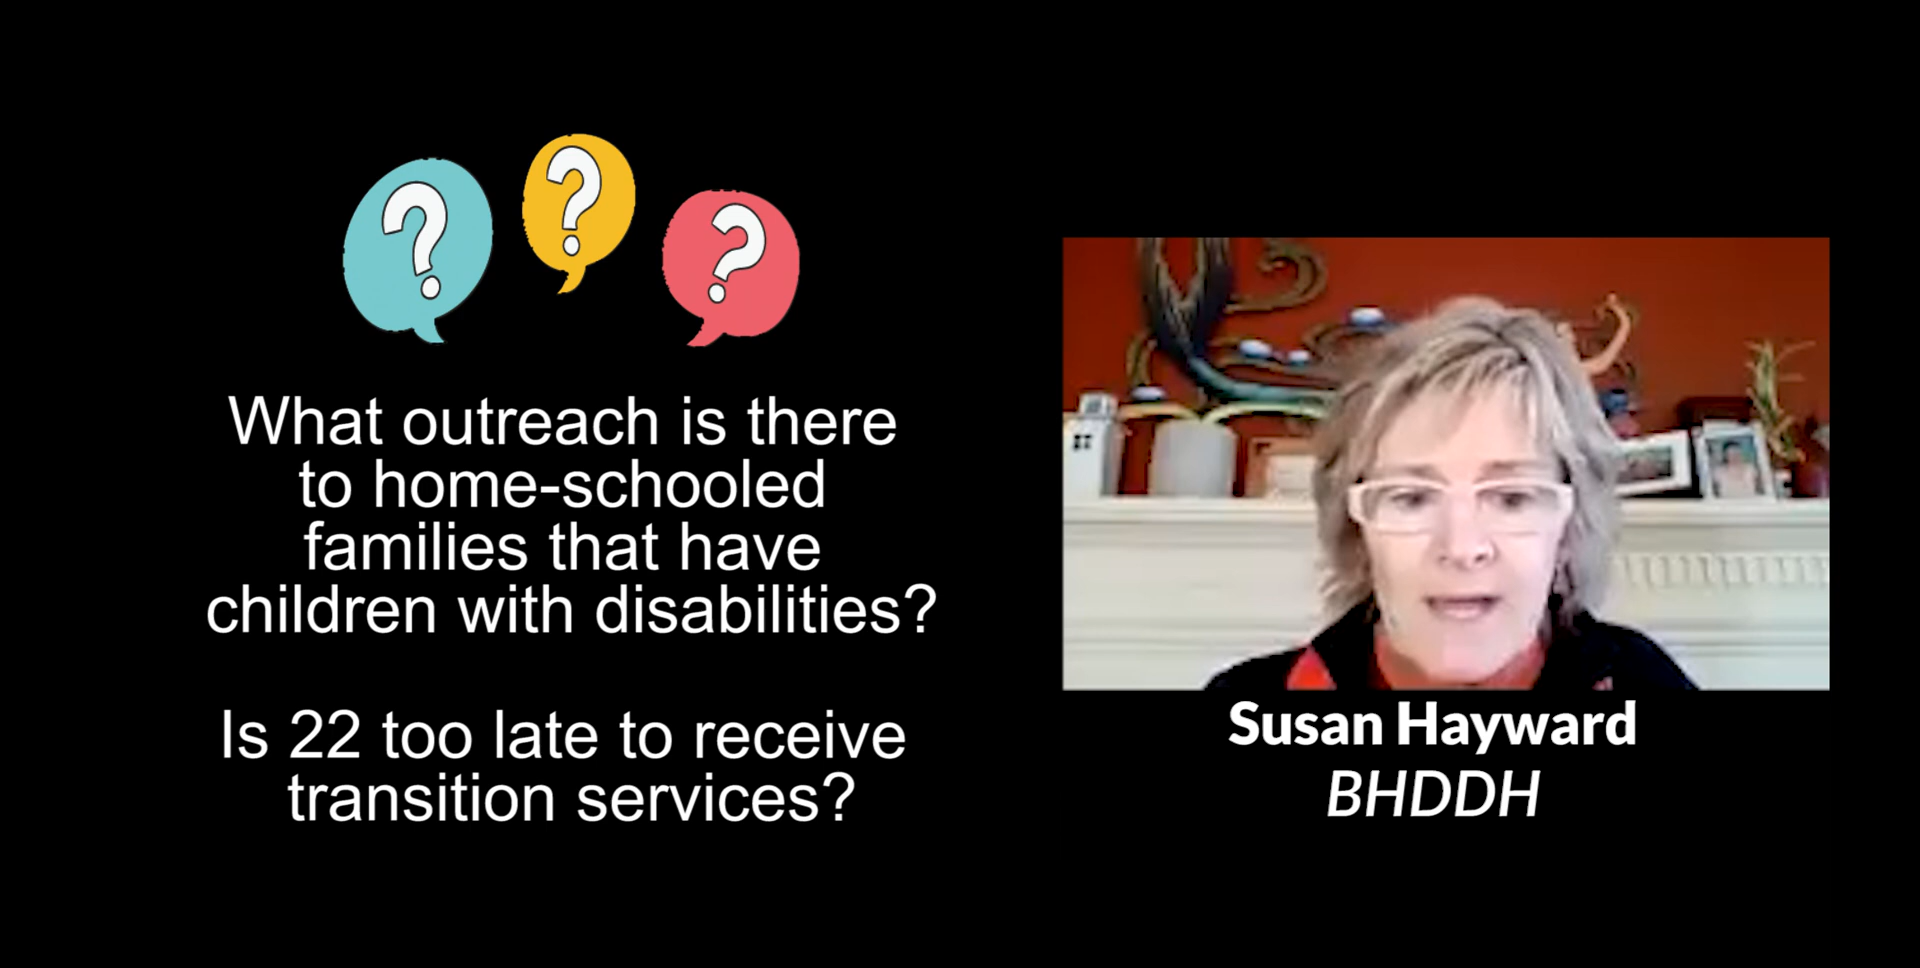 ? ? ?
What outreach is there
to home-schooled
families that have
children with disabilities?
Is 22 too late to receive
transition services?
Susan Hayward
BHDDH